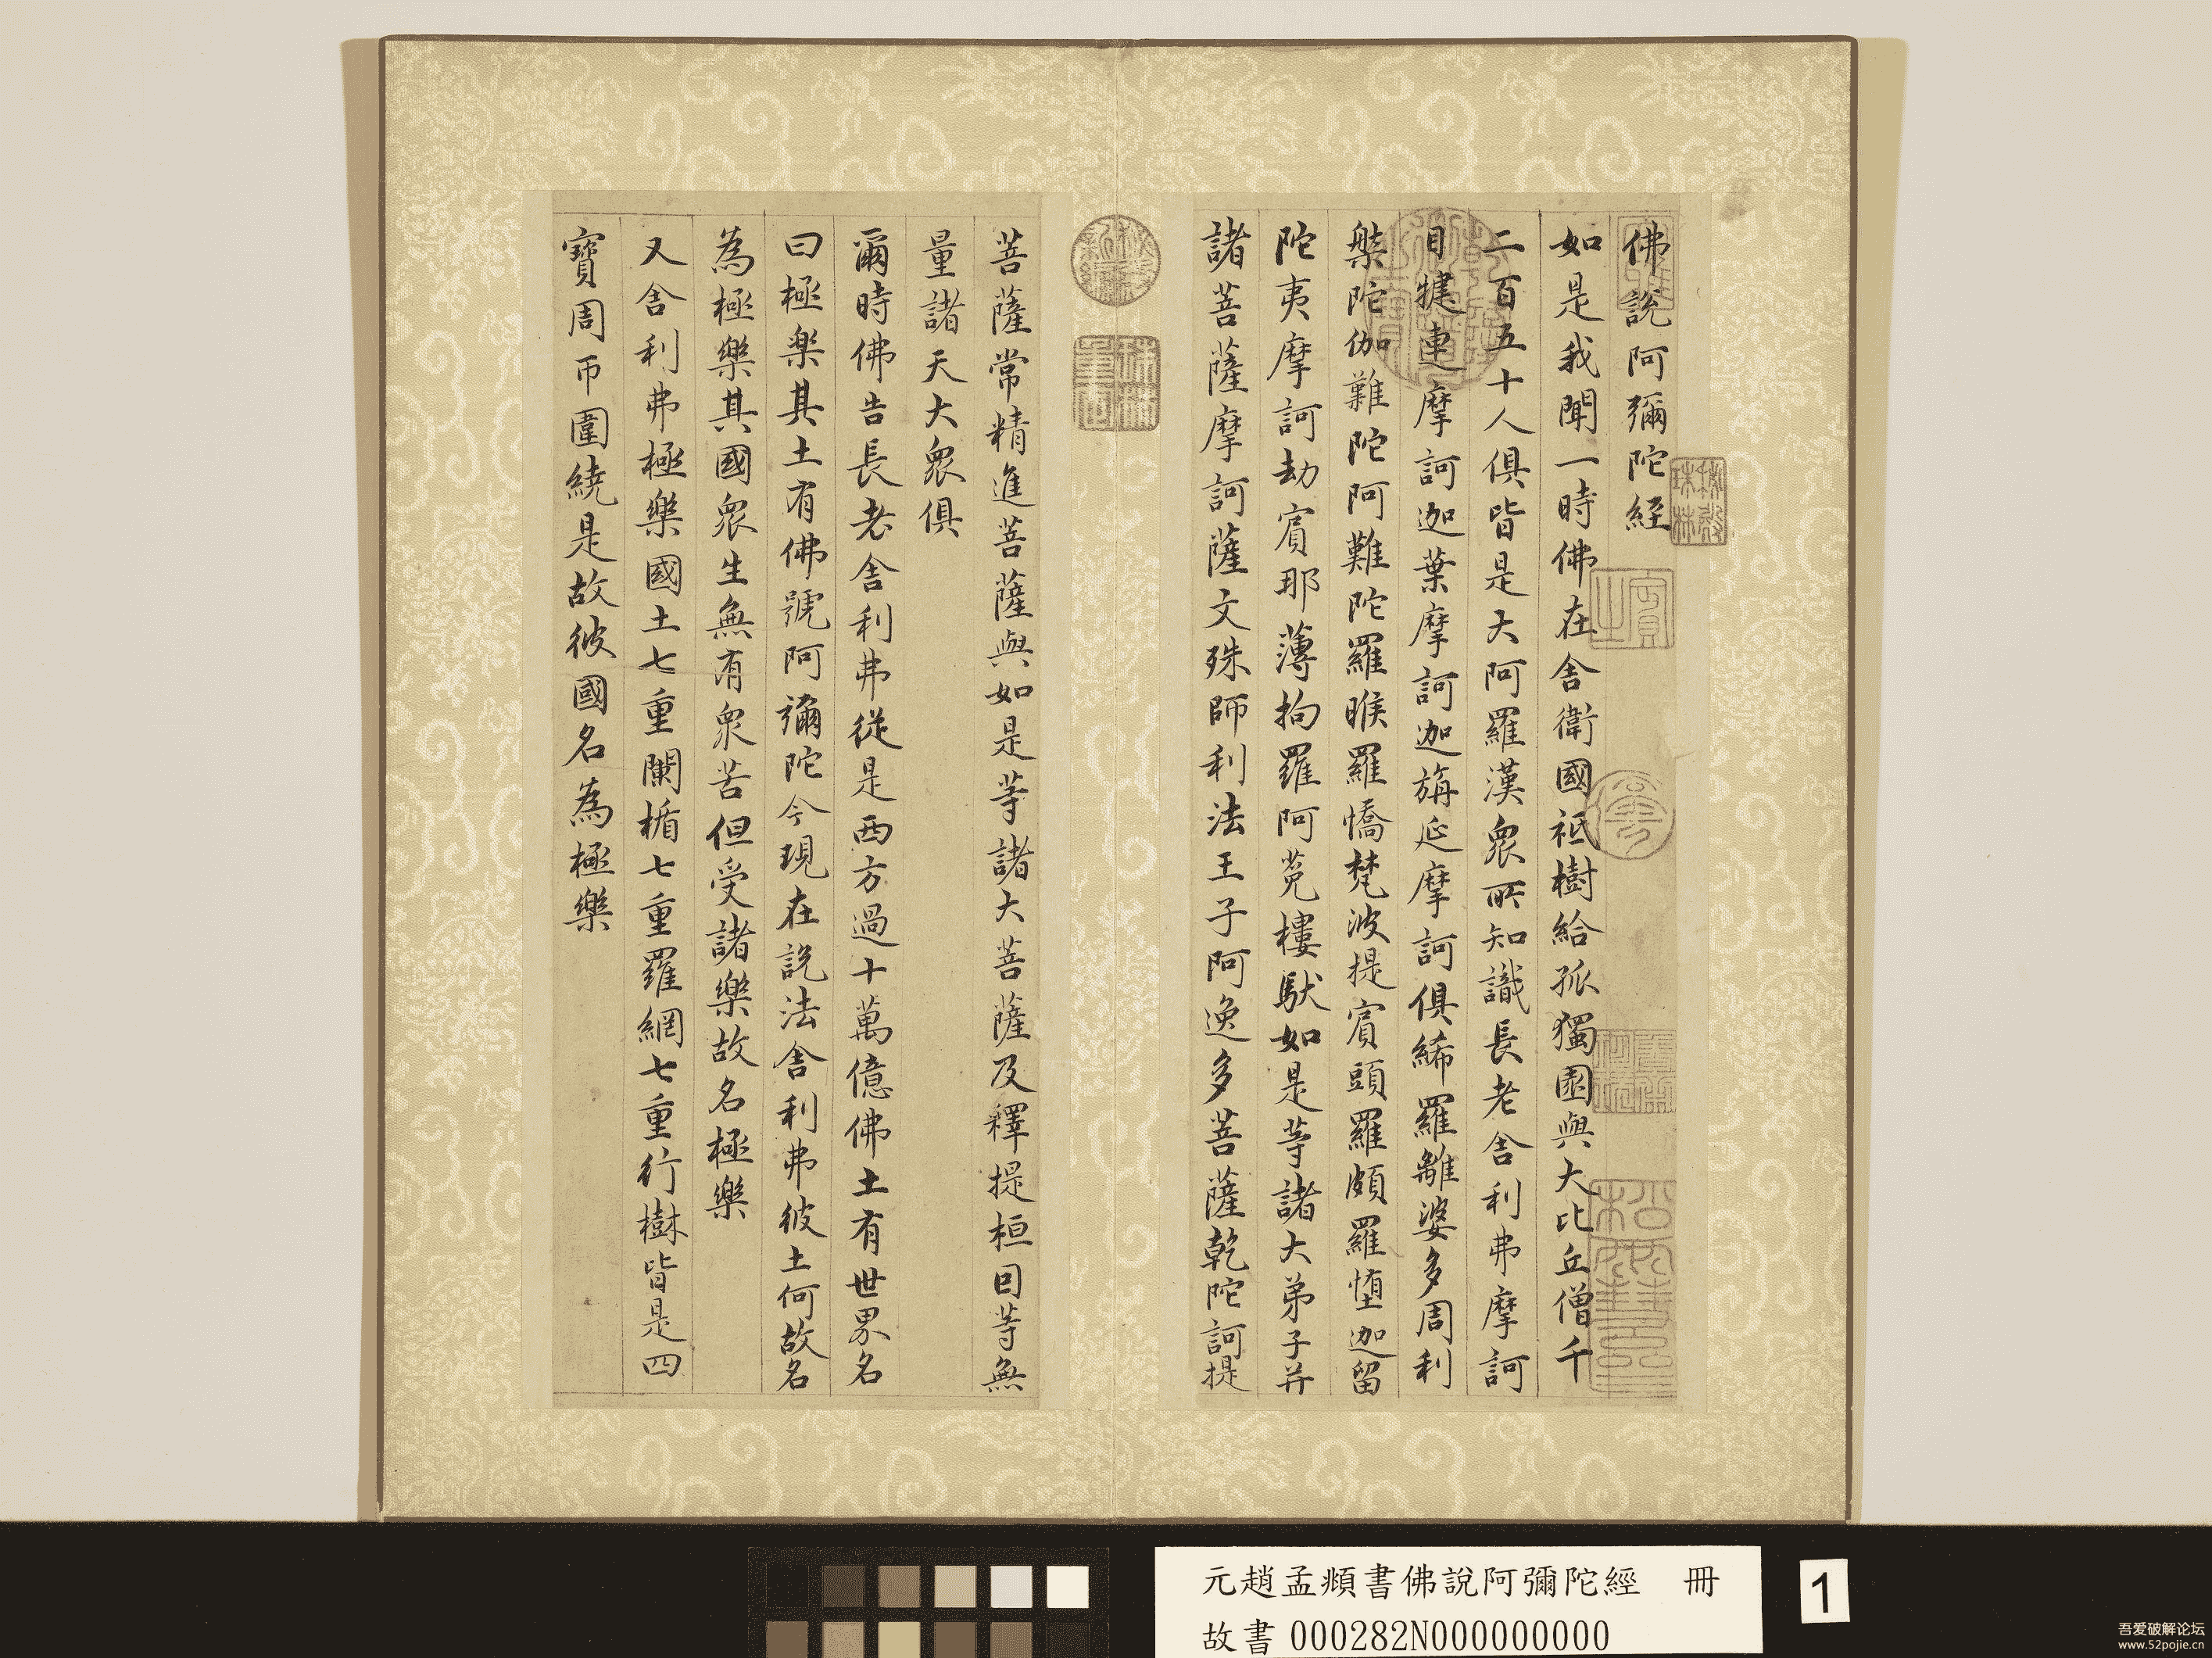 佛說阿彌陀經
如是我聞一時佛在舍衛國祇樹給孤獨園與大比丘僧千
二百五十人俱皆是大阿羅漢眾所知識長老舍利弗摩訶
目犍連摩訶迦葉摩訶迦旃延摩訶俱絺羅離婆多周利
槃陀伽難陀阿難陀羅睺羅憍梵波提賓頭羅頗羅墮迦留
陀夷摩訶劫賓那薄拘羅阿㝹樓馱如是等諸大弟子并
諸菩薩摩訶薩文殊師利法王子阿逸多菩薩乾陀訶提
菩薩常精進菩薩與如是等諸大菩薩及釋提桓因等無
量諸天大眾俱
爾時佛告長老舍利弗從是西方過十萬億佛土有世界名
曰極樂其土有佛號阿彌陀今現在說法舍利弗彼土何故名
為極樂其國眾生無有眾苦但受諸樂故名極樂
又舍利弗極樂國土七重闌楯七重羅網七重行樹皆是四
寶周帀圍繞是故彼國名為極樂
元趙孟頫書佛說阿彌陀經 冊
故書 000282N000000000
1
吾爱破解论坛
www.52pojie.cn